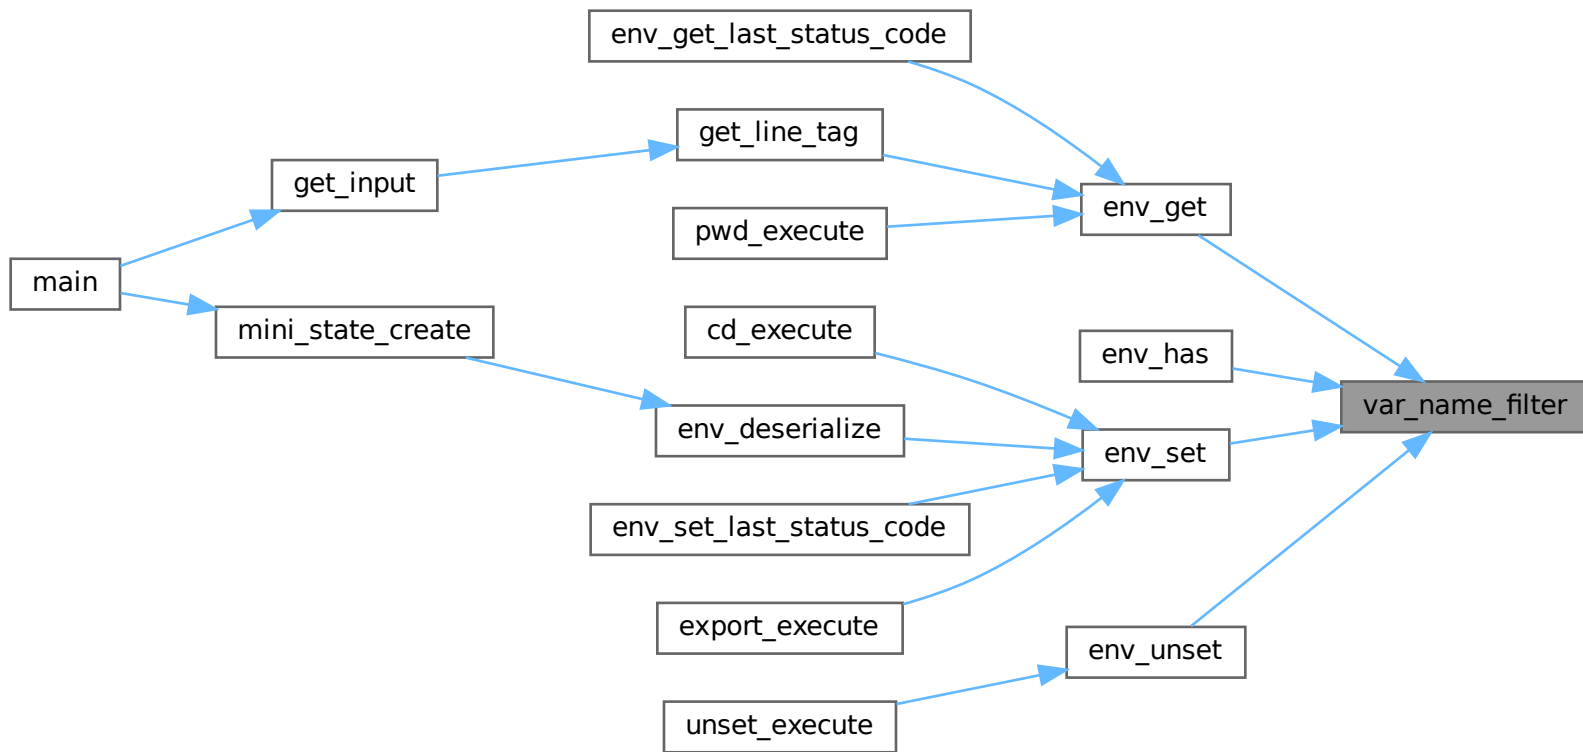 env_get_last_status_code
get_line_tag
get_input
env_get
pwd_execute
main
mini_state_create
cd_execute
env_has
var_name_filter
env_deserialize
env_set
env_set_last_status_code
export_execute
env_unset
unset_execute